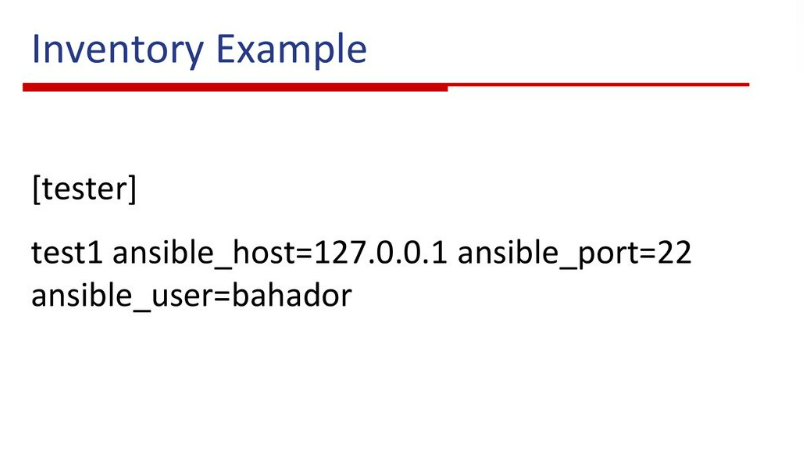 Inventory Example
[tester]
test1 ansible_host=127.0.0.1 ansible_port=22
ansible_user=bahador